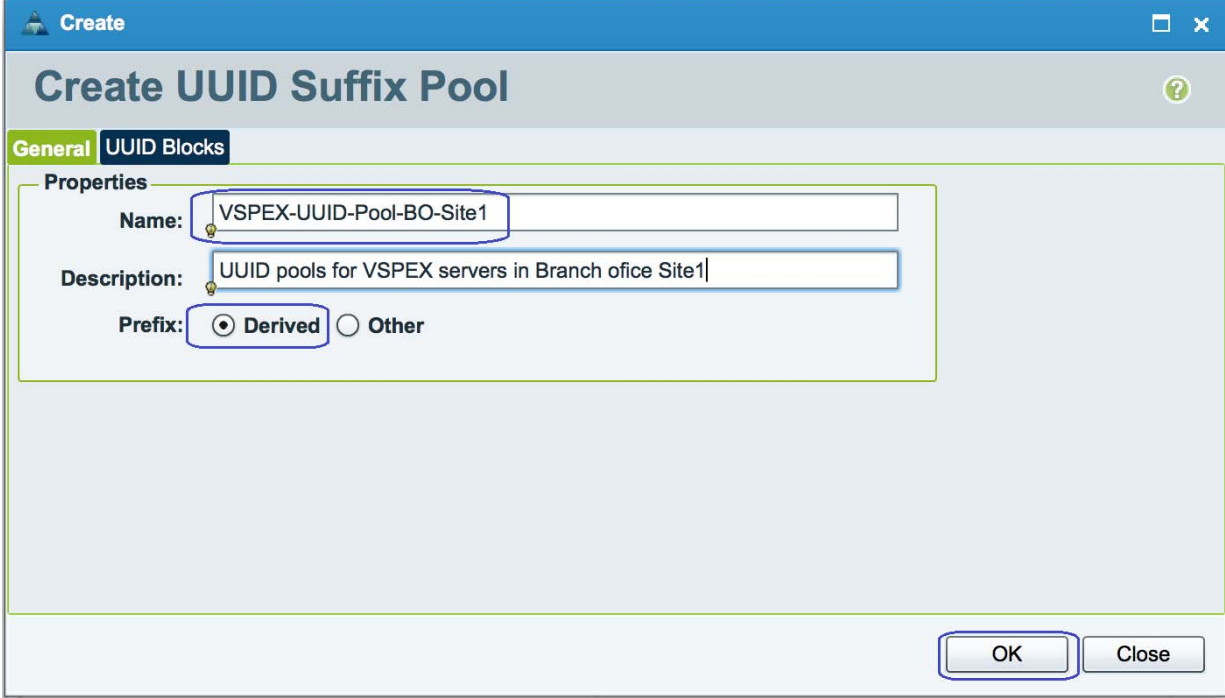 Create
Create UUID Suffix Pool
?
General UUID Blocks
Properties
Name: VSPEX-UUID-Pool-BO-Site1
Description: UUID pools for VSPEX servers in Branch ofice Site1
Prefix: Derived Other
OK Close